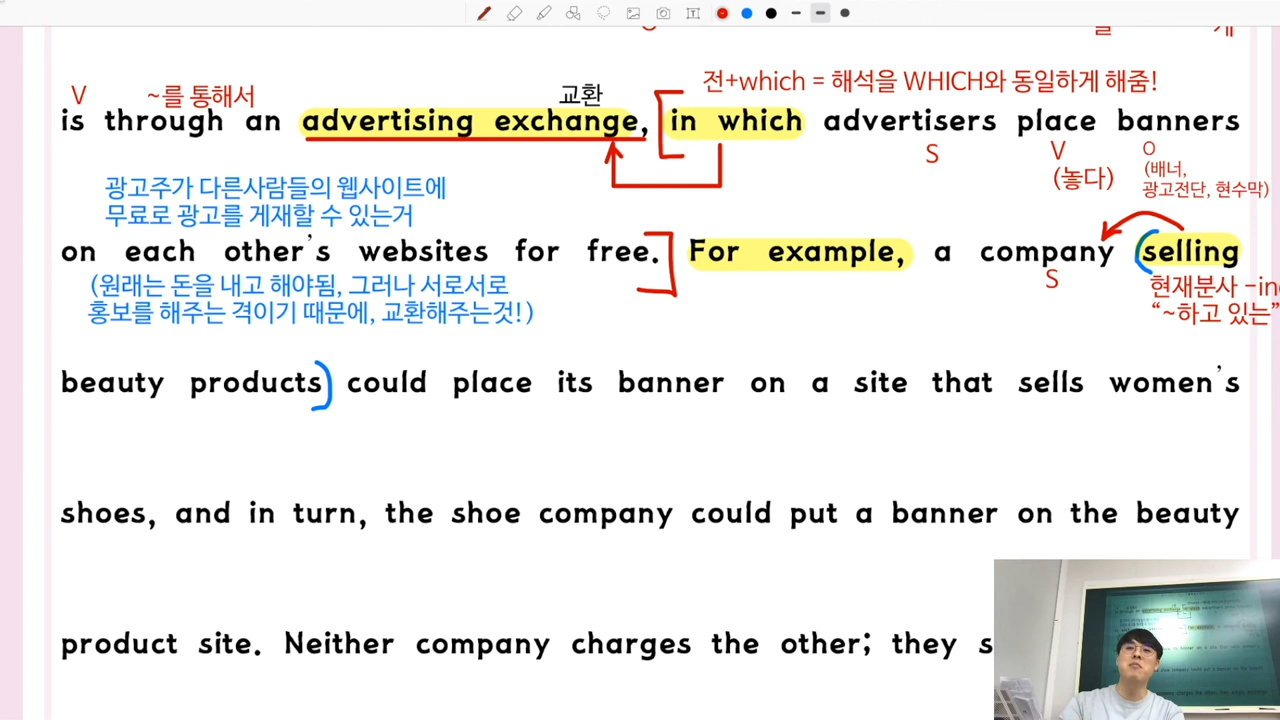 V ~를 통해서 교환 전+which = 해석을 WHICH와 동일하게 해줌!
is through an advertising exchange, in which advertisers place banners
S V O
(놓다) (배너,
광고전단, 현수막)
광고주가 다른사람들의 웹사이트에
무료로 광고를 게재할 수 있는거
on each other's websites for free. For example, a company (selling
S
(원래는 돈을 내고 해야됨, 그러나 서로서로
홍보를 해주는 격이기 때문에, 교환해주는것!)
현재분사 -ing
"~하고 있는"
beauty products) could place its banner on a site that sells women's
shoes, and in turn, the shoe company could put a banner on the beauty
product site. Neither company charges the other; they